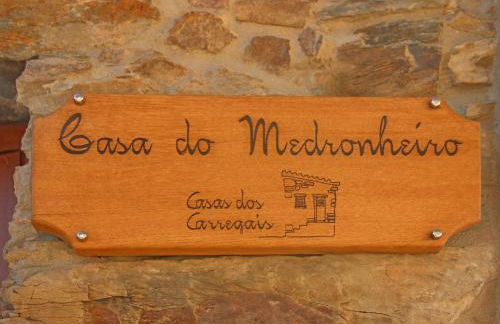 Casa do Medronheiro
Casas dos
Carregais